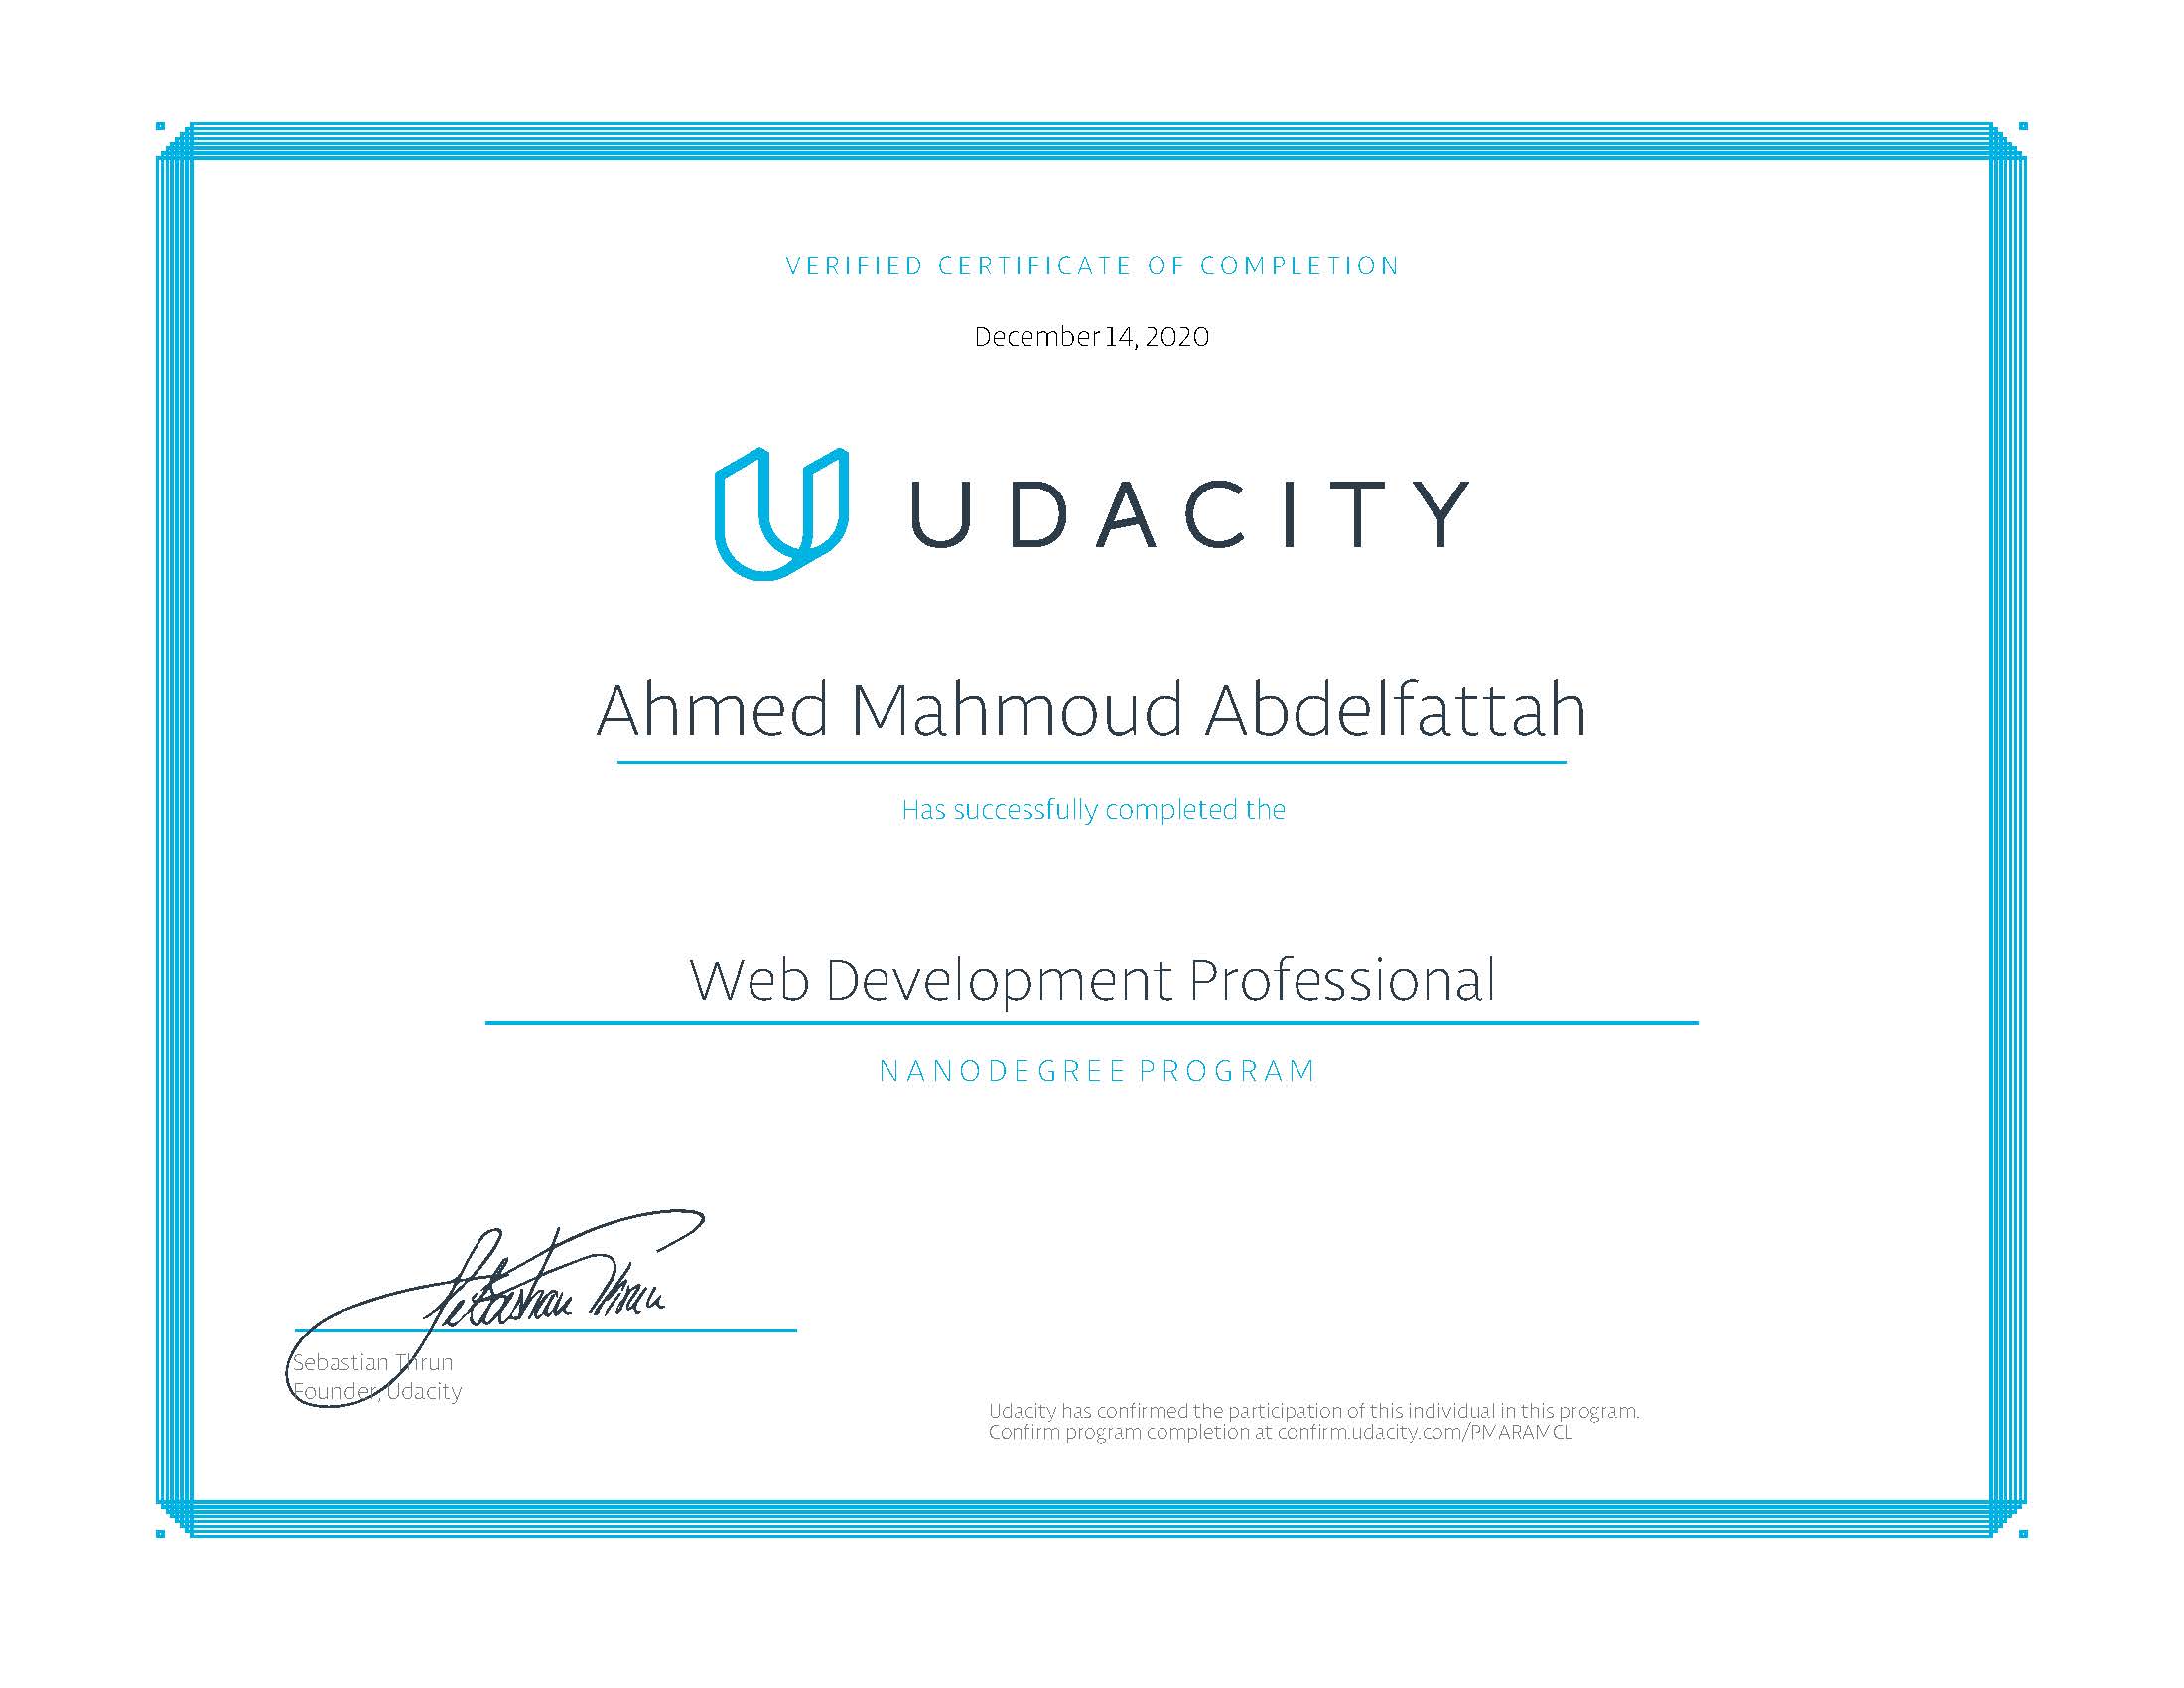 VERIFIED CERTIFICATE OF COMPLETION
December 14, 2020
UDACITY
Ahmed Mahmoud Abdelfattah
Has successfully completed the
Web Development Professional
NANODEGREE PROGRAM
Sebastian Thrun
Sebastian Thrun
Founder, Udacity
Udacity has confirmed the participation of this individual in this program.
Confirm program completion at confirm.udacity.com/PMARAMCL